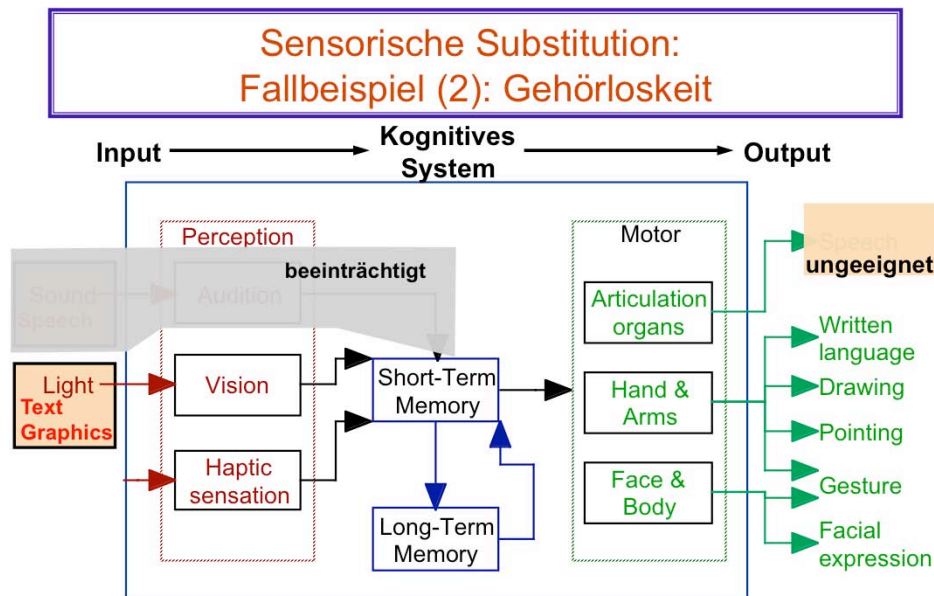 Sensorische Substitution:
Fallbeispiel (2): Gehörloskeit
Input
Kognitives
System
Output
Perception
beeinträchtigt
Sound
Speech
Audition
Light
Text
Graphics
Vision
Haptic
sensation
Short-Term
Memory
Long-Term
Memory
Motor
Articulation
organs
Hand &
Arms
Face &
Body
Speech
ungeeignet
Written
language
Drawing
Pointing
Gesture
Facial
expression